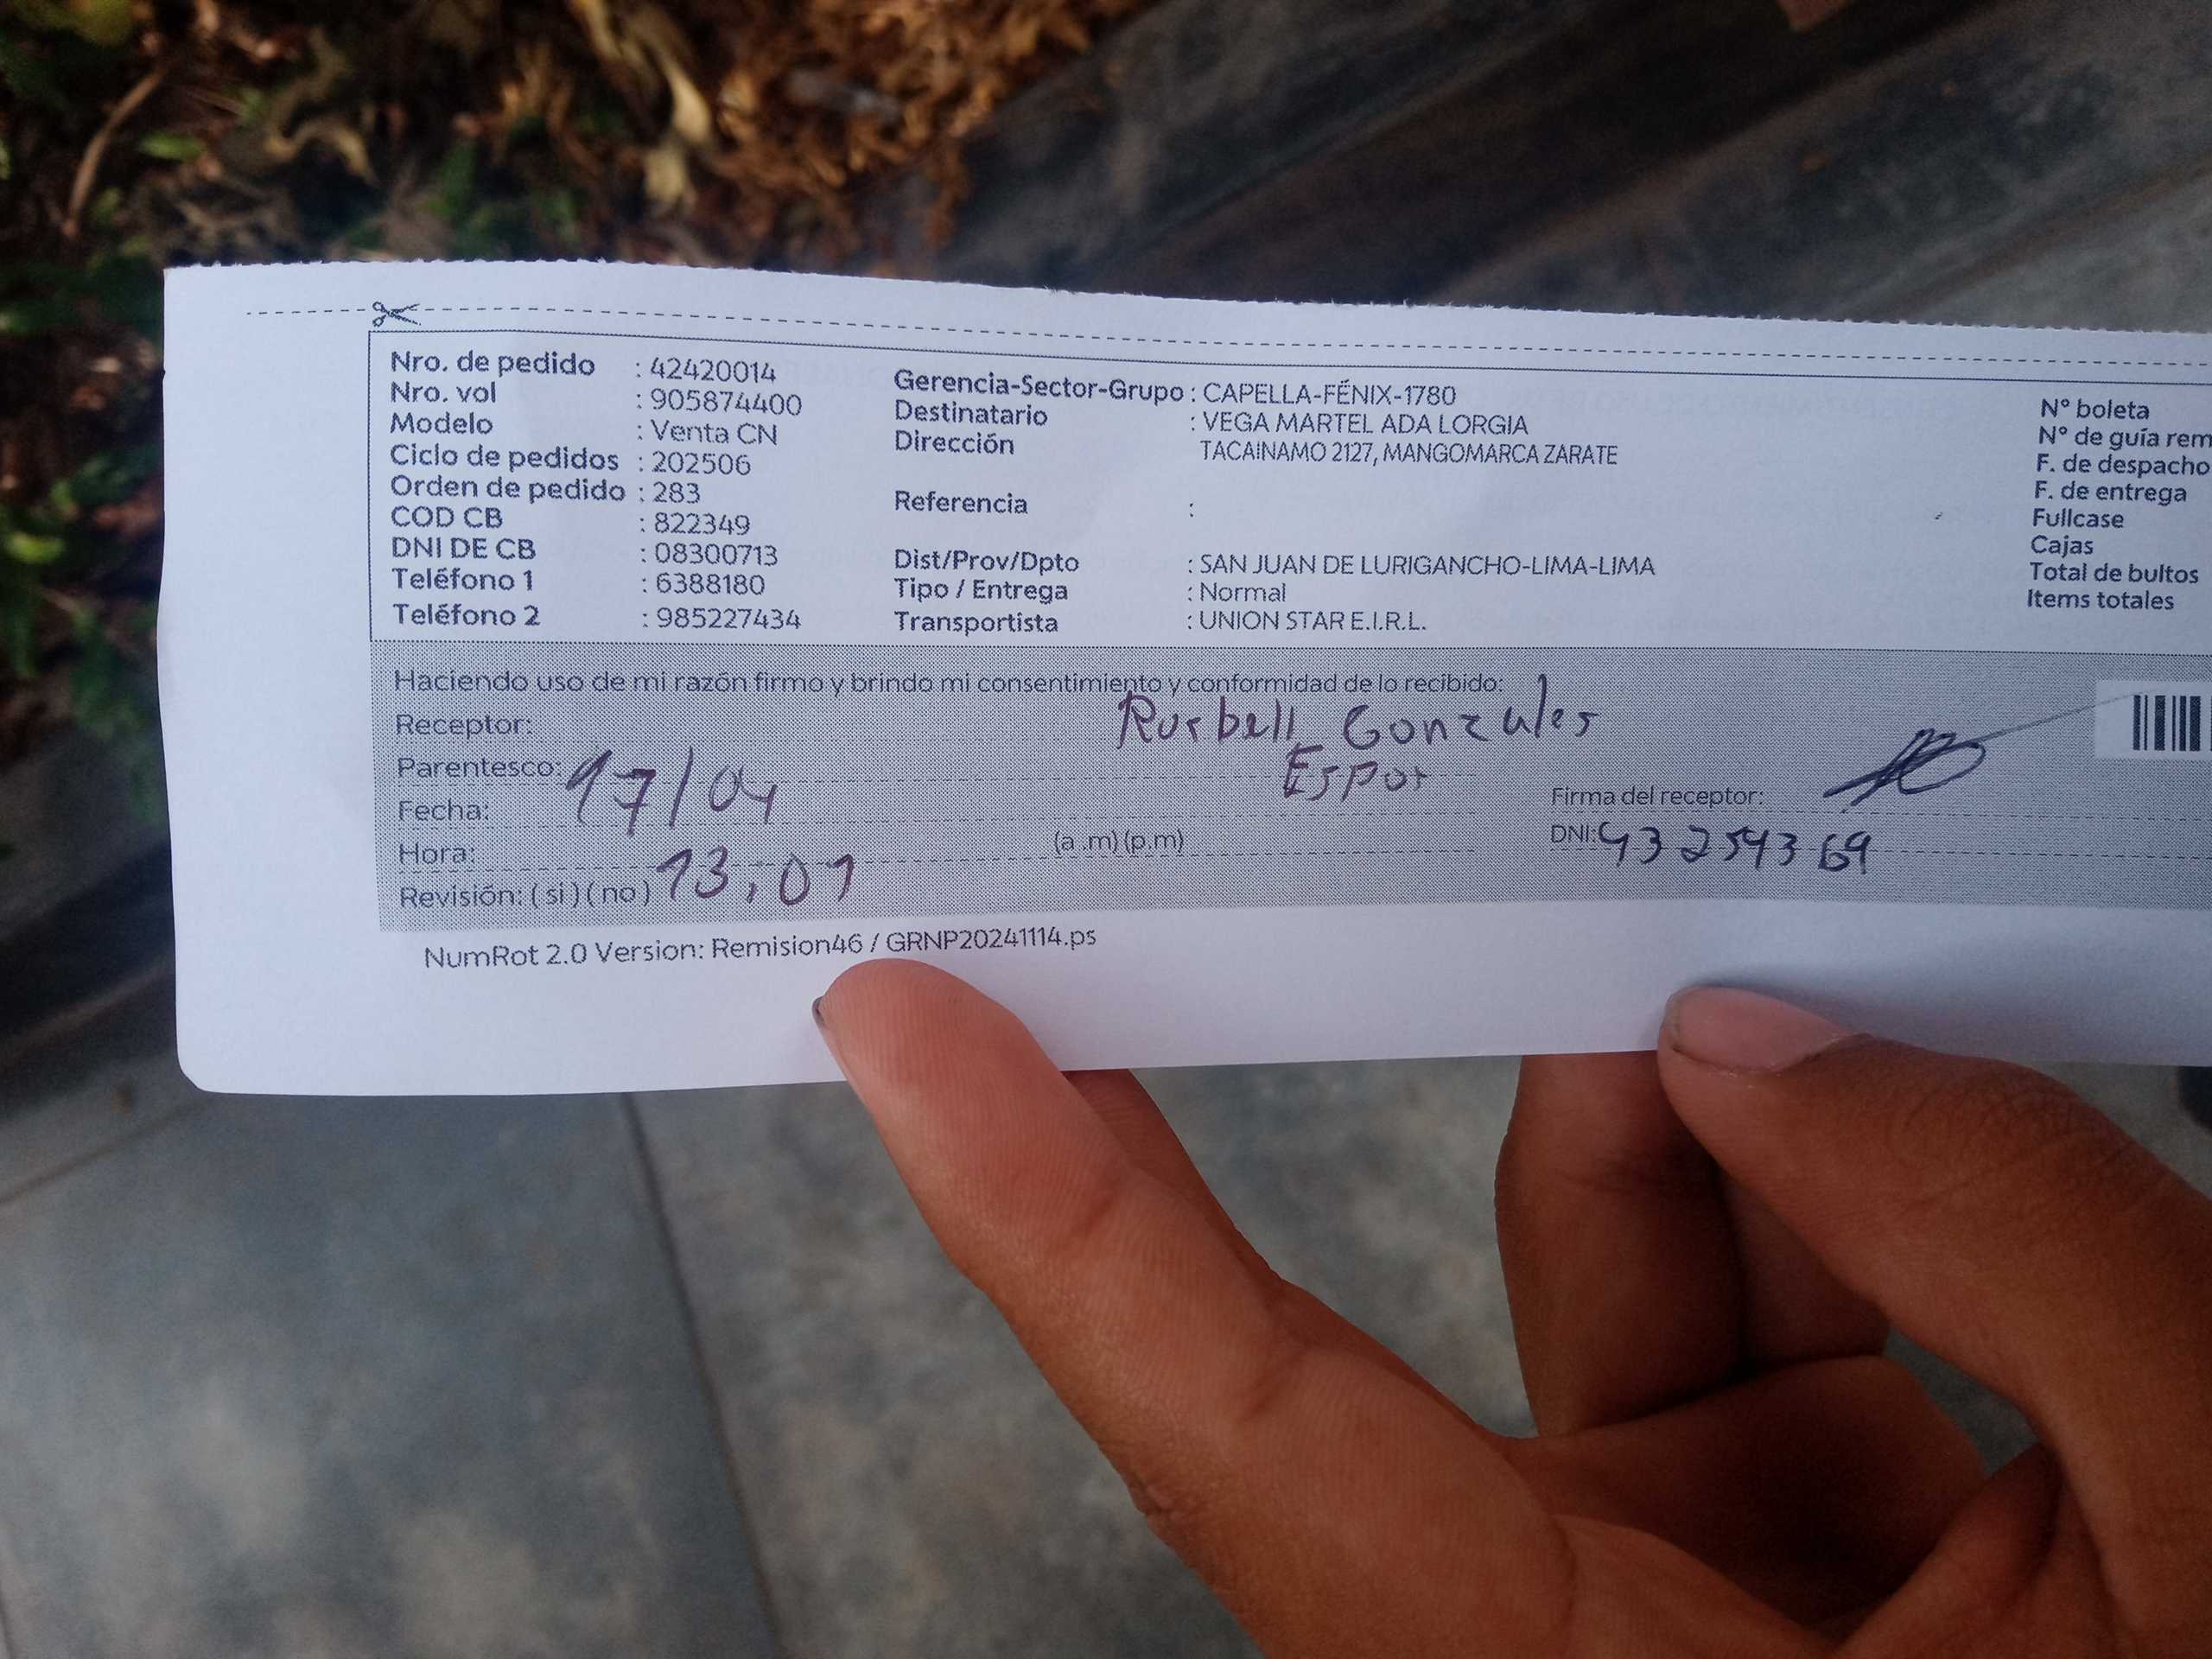 Nro. de pedido : 42420014
Nro. vol : 905874400
Modelo : Venta CN
Ciclo de pedidos : 202506
Orden de pedido : 283
COD CB : 822349
DNI DE CB : 08300713
Teléfono 1 : 6388180
Teléfono 2 : 985227434
Gerencia-Sector-Grupo : CAPELLA-FÉNIX-1780
Destinatario : VEGA MARTEL ADA LORGIA
Dirección TACAINAMO 2127, MANGOMARCA ZARATE
Referencia :
Dist/Prov/Dpto : SAN JUAN DE LURIGANCHO-LIMA-LIMA
Tipo / Entrega : Normal
Transportista : UNION STAR E.I.R.L.
N° boleta
N° de guía rem
F. de despacho
F. de entrega
Fullcase
Cajas
Total de bultos
Items totales
Haciendo uso de mi razón firmo y brindo mi consentimiento y conformidad de lo recibido:
Receptor: Rusbell Gonzales
Parentesco: Espos
Fecha: 17/04
Hora: 13:01 (a .m) (p.m)
Revisión: ( si ) ( no )
Firma del receptor:
DNI:
NumRot 2.0 Version: Remision46 / GRNP20241114.ps